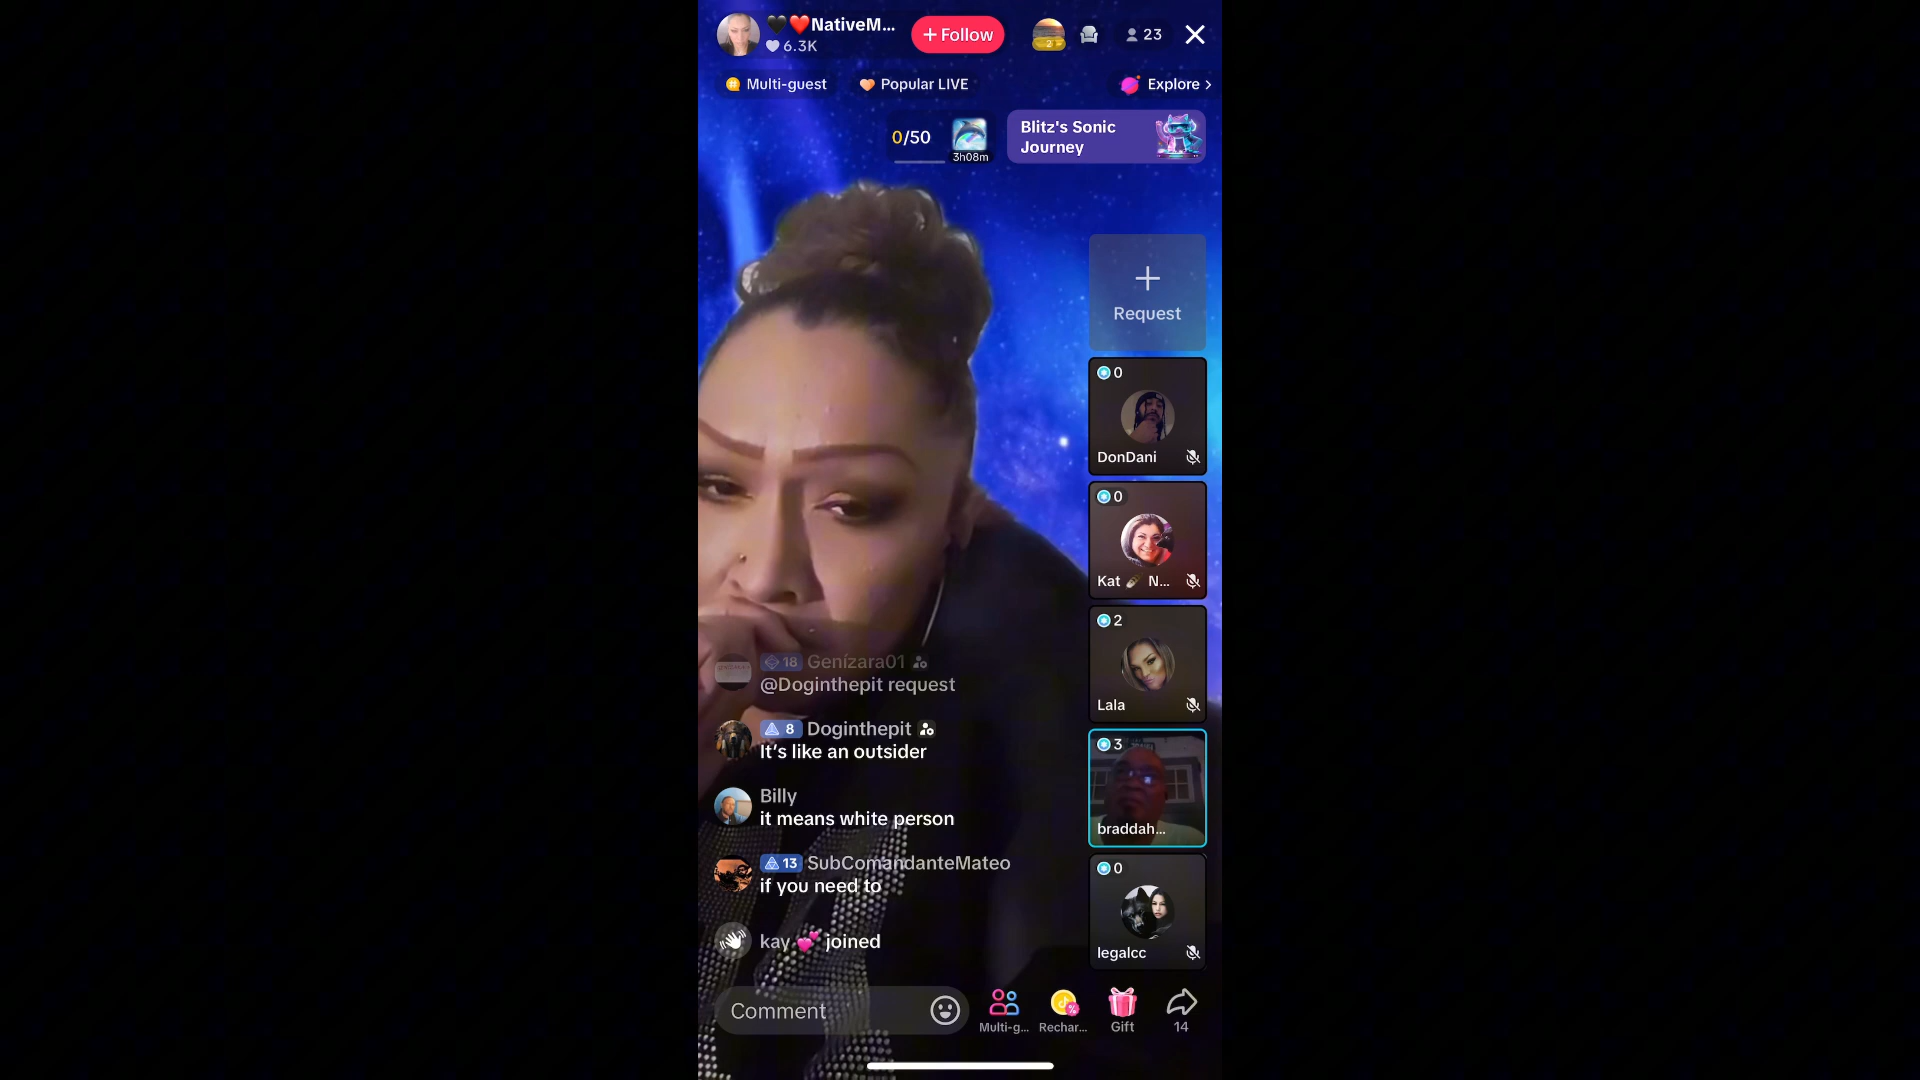 🖤❤️NativeM...
6.3K
+ Follow
2
23
Multi-guest
Popular LIVE
Explore >
0/50
3h08m
Blitz's Sonic
Journey
Request
0
DonDani
0
Kat 🪶 N...
2
Lala
3
braddah...
0
legalcc
18 Genízara01
@Doginthepit request
8 Doginthepit
It's like an outsider
Billy
it means white person
13 SubComandanteMateo
if you need to
kay 💕 joined
Comment
Multi-g...
Rechar...
Gift
14